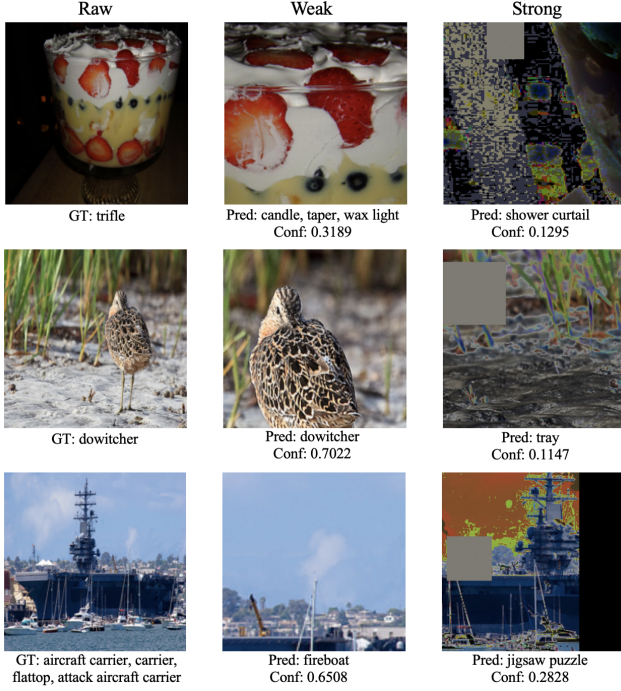 Raw Weak Strong
GT: trifle
Pred: candle, taper, wax light
Conf: 0.3189
Pred: shower curtail
Conf: 0.1295
GT: dowitcher
Pred: dowitcher
Conf: 0.7022
Pred: tray
Conf: 0.1147
GT: aircraft carrier, carrier,
flattop, attack aircraft carrier
Pred: fireboat
Conf: 0.6508
Pred: jigsaw puzzle
Conf: 0.2828